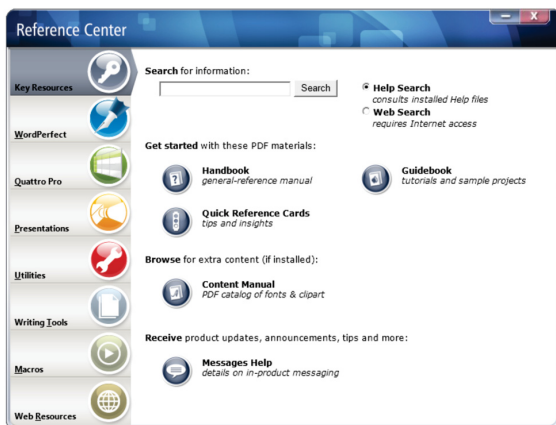 Reference Center
X
Key Resources
WordPerfect
Quattro Pro
Presentations
Utilities
Writing Tools
Macros
Web Resources
Search for information:
Search
Help Search
consults installed Help files
Web Search
requires Internet access
Get started with these PDF materials:
Handbook
general-reference manual
Guidebook
tutorials and sample projects
Quick Reference Cards
tips and insights
Browse for extra content (if installed):
Content Manual
PDF catalog of fonts & clipart
Receive product updates, announcements, tips and more:
Messages Help
details on in-product messaging